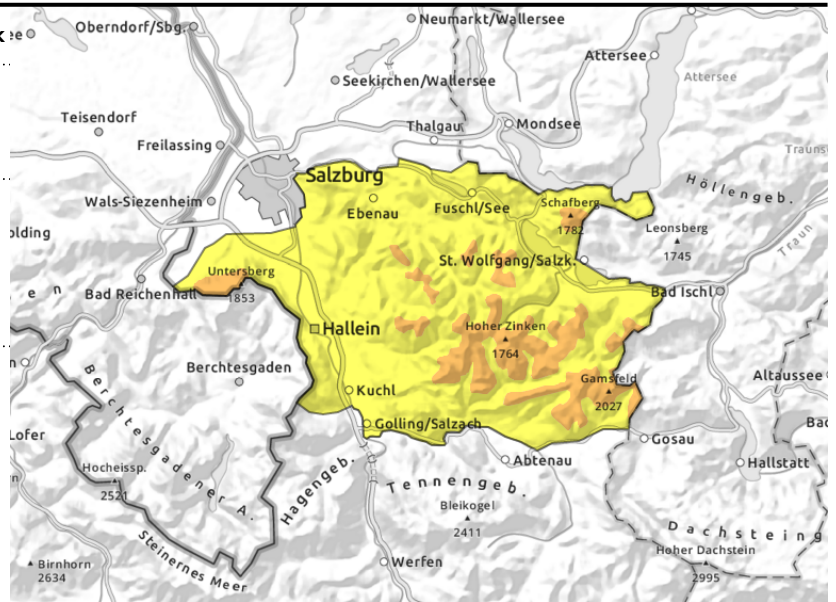 Oberndorf/Sbg.
Neumarkt/Wallersee
Attersee
Attersee
Seekirchen/Wallersee
Teisendorf
Thalgau
Mondsee
Freilassing
Salzburg
Höllengeb.
Wals-Siezenheim
Ebenau
Fuschl/See
Schafberg
1782
Leonsberg
1745
Traun
St. Wolfgang/Salzk.
Untersberg
1853
Bad Reichenhall
Bad Ischl
Hallein
Hoher Zinken
1764
Berchtesgaden
Gamsfeld
2027
Altaussee
Kuchl
Berchtesgadener A.
Golling/Salzach
Gosau
Hocheissp.
2521
Hagengeb.
Abtenau
Hallstatt
Tennengeb.
Bleikogel
2411
Dachsteing
Steinernes Meer
Hoher Dachstein
2995
Birnhorn
2634
Werfen